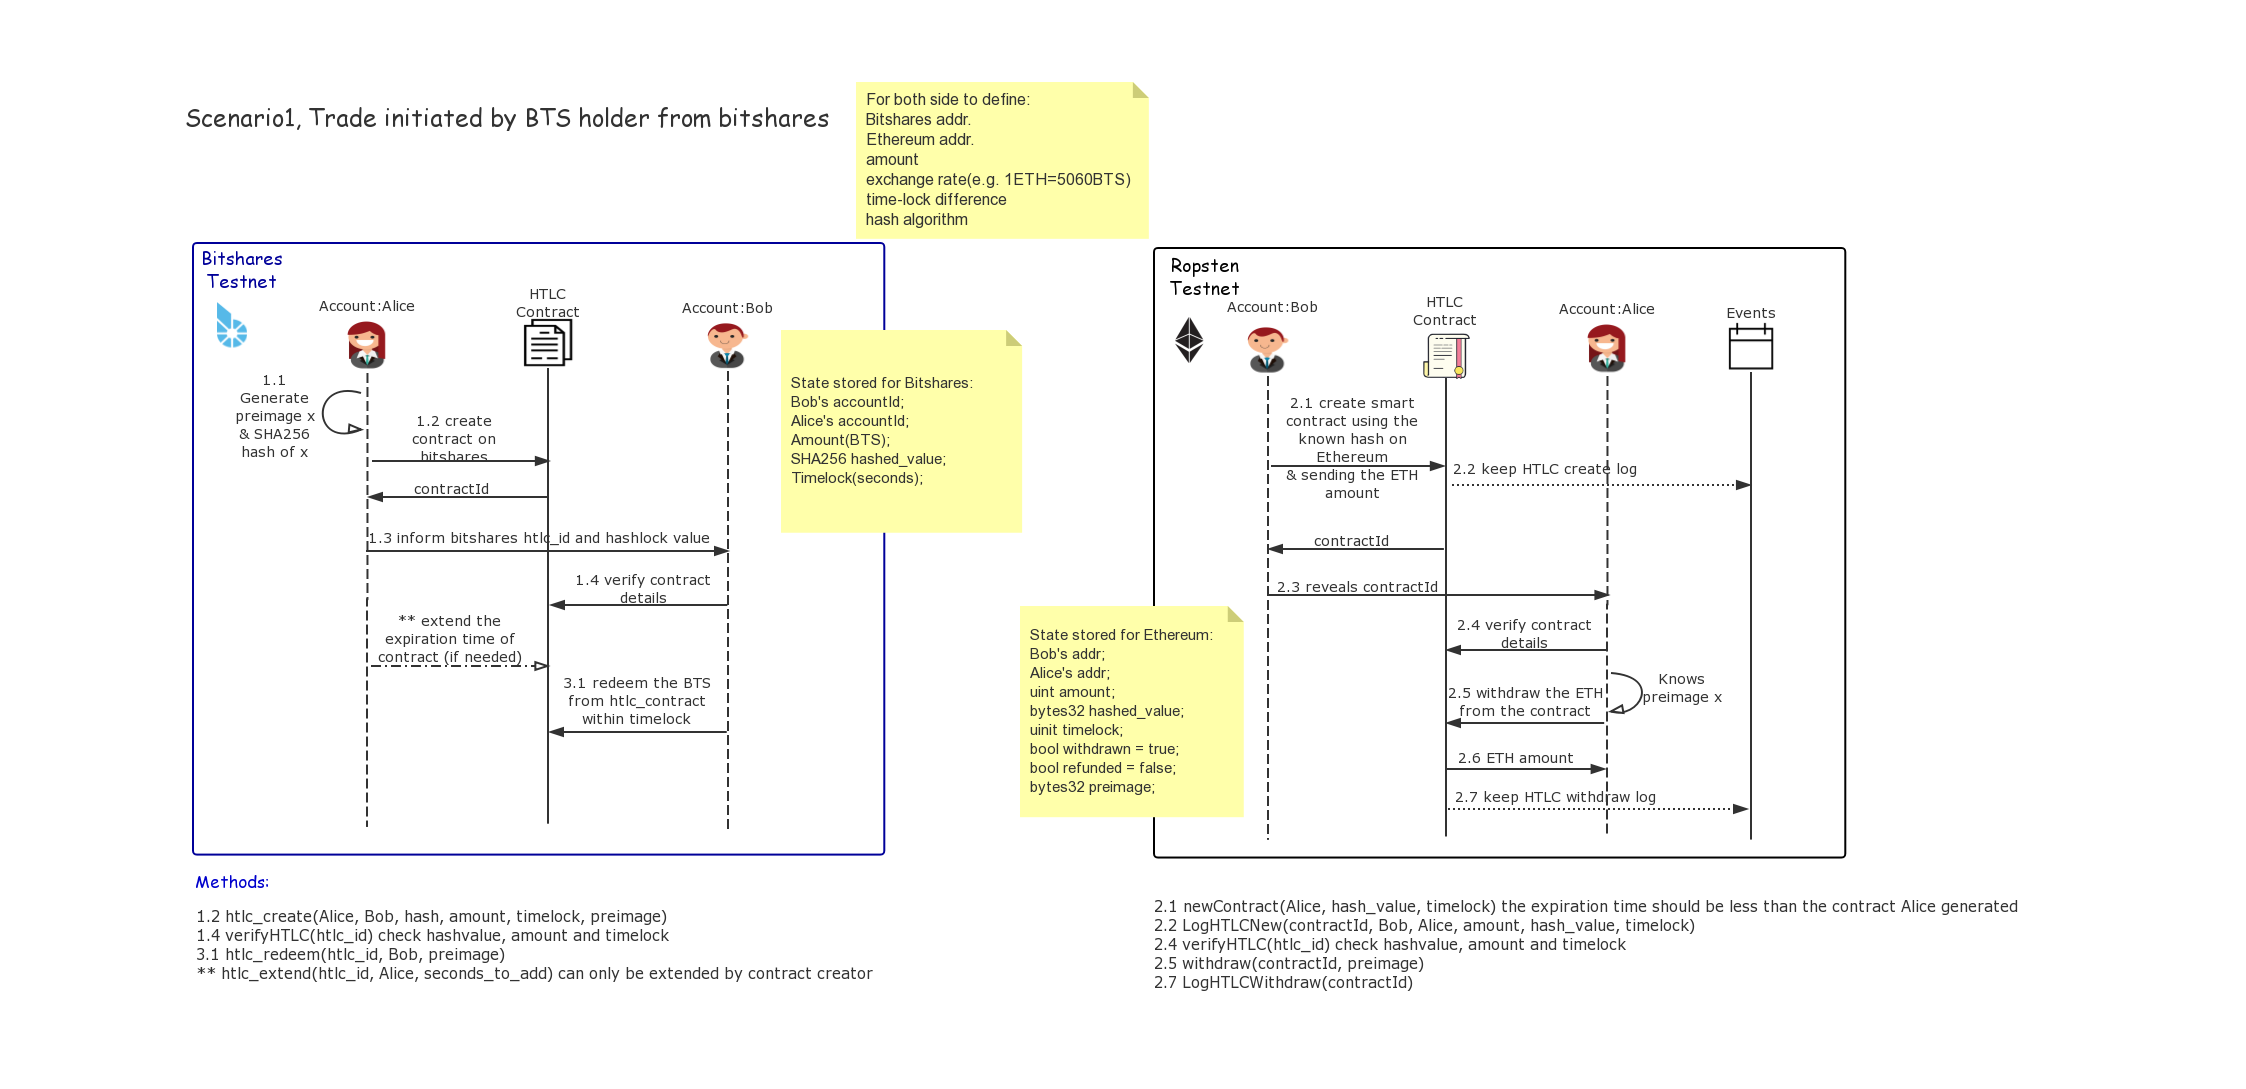 Scenario1, Trade initiated by BTS holder from bitshares
For both side to define:
Bitshares addr.
Ethereum addr.
amount
exchange rate(e.g. 1ETH=5060BTS)
time-lock difference
hash algorithm
Bitshares
Testnet
Account:Alice
HTLC
Contract
Account:Bob
1.1
Generate
preimage x
& SHA256
hash of x
1.2 create
contract on
bitshares
contractId
1.3 inform bitshares htlc_id and hashlock value
1.4 verify contract
details
** extend the
expiration time of
contract (if needed)
3.1 redeem the BTS
from htlc_contract
within timelock
State stored for Bitshares:
Bob's accountId;
Alice's accountId;
Amount(BTS);
SHA256 hashed_value;
Timelock(seconds);
Ropsten
Testnet
Account:Bob
HTLC
Contract
Account:Alice
Events
2.1 create smart
contract using the
known hash on
Ethereum
& sending the ETH
amount
2.2 keep HTLC create log
contractId
2.3 reveals contractId
2.4 verify contract
details
Knows
preimage x
2.5 withdraw the ETH
from the contract
2.6 ETH amount
2.7 keep HTLC withdraw log
State stored for Ethereum:
Bob's addr;
Alice's addr;
uint amount;
bytes32 hashed_value;
uinit timelock;
bool withdrawn = true;
bool refunded = false;
bytes32 preimage;
Methods:
1.2 htlc_create(Alice, Bob, hash, amount, timelock, preimage)
1.4 verifyHTLC(htlc_id) check hashvalue, amount and timelock
3.1 htlc_redeem(htlc_id, Bob, preimage)
** htlc_extend(htlc_id, Alice, seconds_to_add) can only be extended by contract creator
2.1 newContract(Alice, hash_value, timelock) the expiration time should be less than the contract Alice generated
2.2 LogHTLCNew(contractId, Bob, Alice, amount, hash_value, timelock)
2.4 verifyHTLC(htlc_id) check hashvalue, amount and timelock
2.5 withdraw(contractId, preimage)
2.7 LogHTLCWithdraw(contractId)